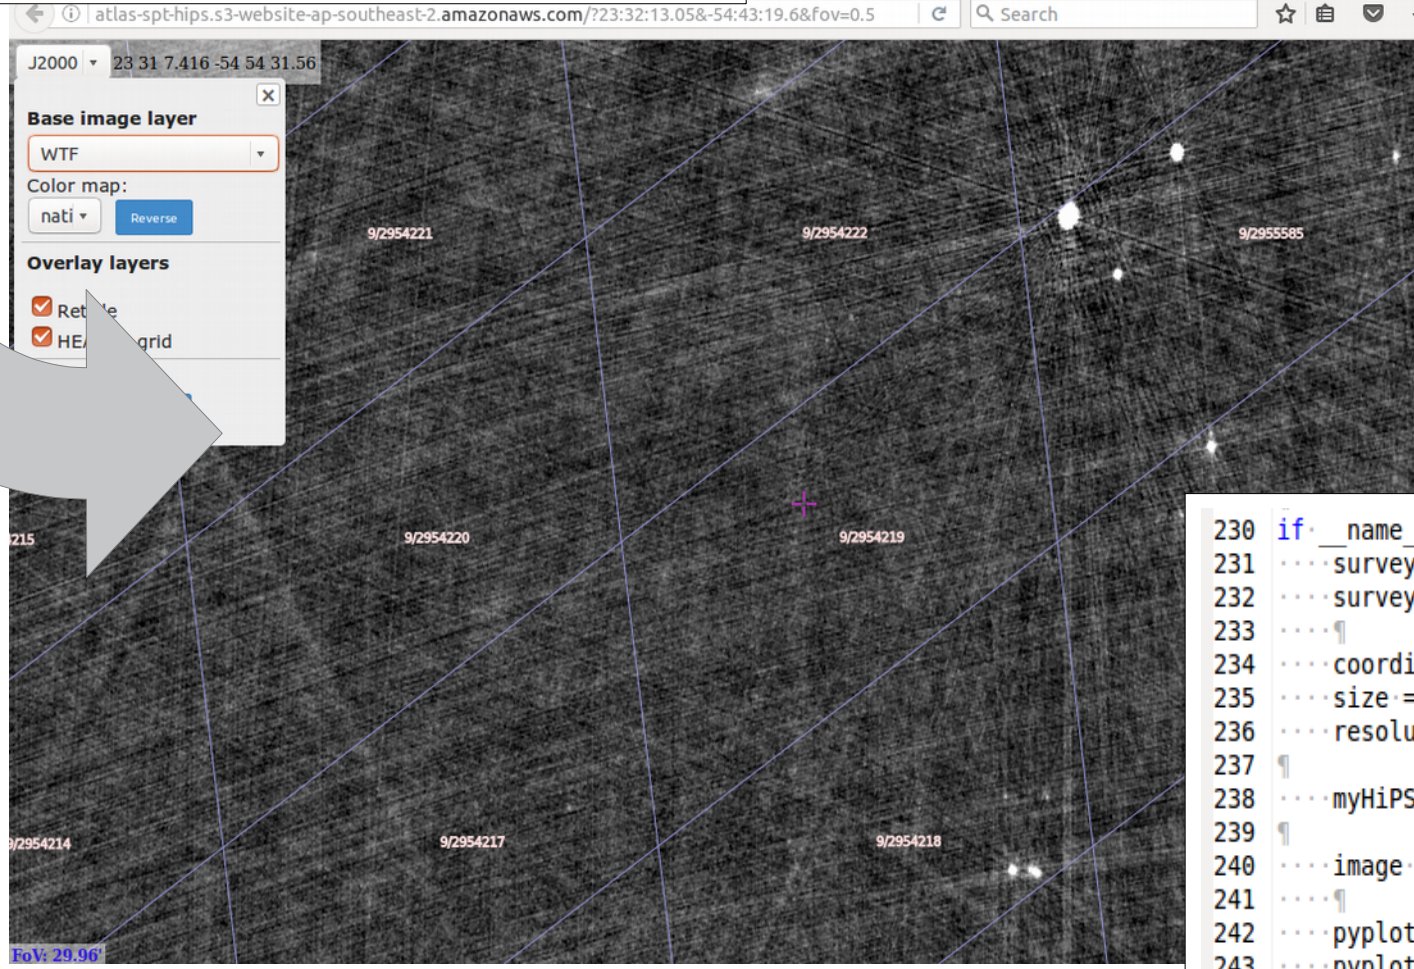 atlas-spt-hips.s3-website-ap-southeast-2.amazonaws.com/?23:32:13.05&-54:43:19.6&fov=0.5
Search
J2000
23 31 7.416 -54 54 31.56
Base image layer
WTF
Color map:
nati
Reverse
Overlay layers
Ret
le
HE
grid
9/2954221
9/2954222
9/2955585
215
9/2954220
9/2954219
9/2954214
9/2954217
9/2954218
FoV: 29.96'
230 if·__name_
231 ····survey
232 ····survey
233 ····¶
234 ····coordi
235 ····size·=
236 ····resolu
237 ¶
238 ····myHiPS
239 ¶
240 ····image·
241 ····¶
242 ····pyplot
243 ····pyplot